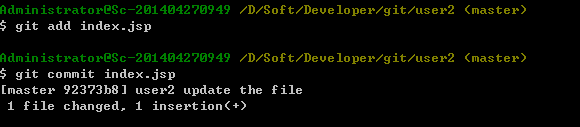 Administrator@Sc-201404270949 /D/Soft/Developer/git/user2 (master)
$ git add index.jsp
Administrator@Sc-201404270949 /D/Soft/Developer/git/user2 (master)
$ git commit index.jsp
[master 92373b8] user2 update the file
 1 file changed, 1 insertion(+)